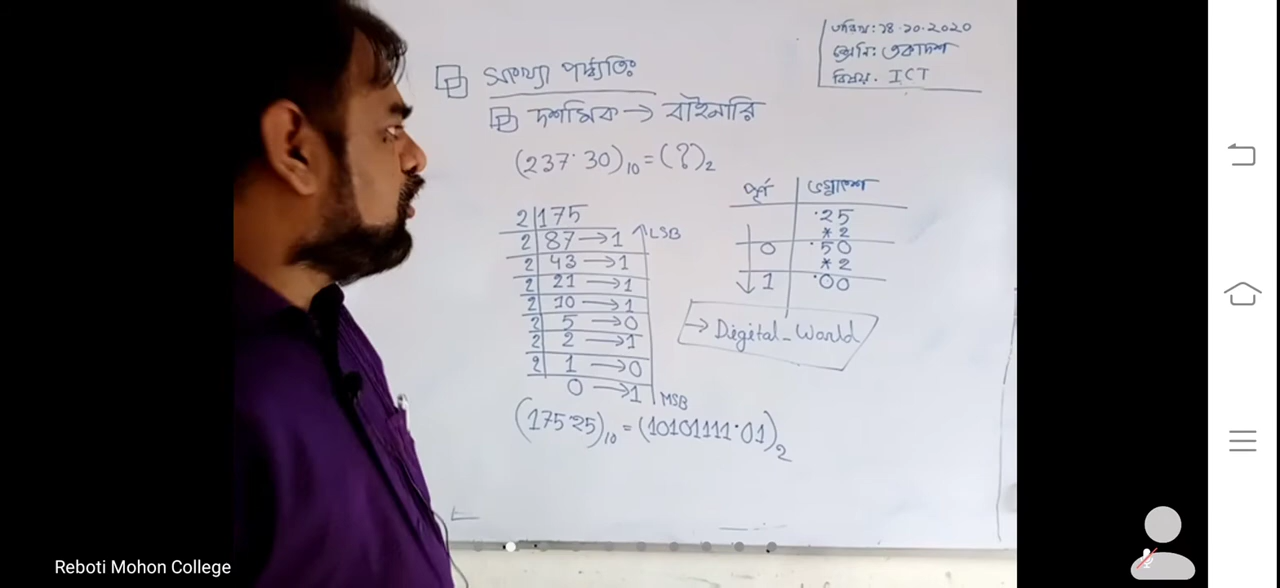 তারিখ: ১৪.১০.২০২০
শ্রেনি: একাদশ
বিষয়. ICT
সংখ্যা পদ্ধতিঃ
দশমিক → বাইনারি
(237.30)10 = (?)2
2|175
2|87 → 1 LSB
2|43 → 1
2|21 → 1
2|10 → 1
2|5 → 0
2|2 → 1
2|1 → 0
0 → 1 MSB
পূর্ণ | ভগ্নাংশ
.25
*2
0 | .50
*2
1 | .00
→ Diegital_World
(175.25)10 = (10101111.01)2
Reboti Mohon College